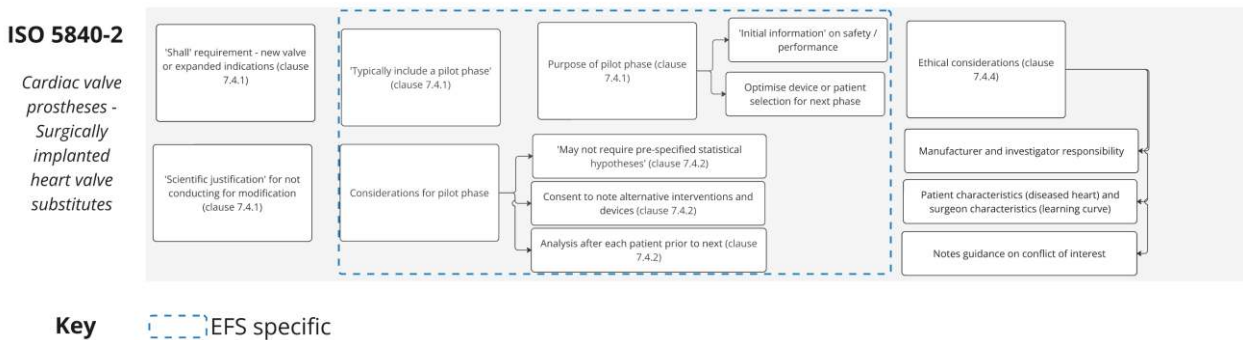 ISO 5840-2
Cardiac valve
prostheses -
Surgically
implanted
heart valve
substitutes
'Shall' requirement - new valve
or expanded indications (clause
7.4.1)
'Scientific justification' for not
conducting for modification
(clause 7.4.1)
'Typically include a pilot phase'
(clause 7.4.1)
Purpose of pilot phase (clause
7.4.1)
'Initial information' on safety /
performance
Optimise device or patient
selection for next phase
Considerations for pilot phase
'May not require pre-specified statistical
hypotheses' (clause 7.4.2)
Consent to note alternative interventions and
devices (clause 7.4.2)
Analysis after each patient prior to next (clause
7.4.2)
Ethical considerations (clause
7.4.4)
Manufacturer and investigator responsibility
Patient characteristics (diseased heart) and
surgeon characteristics (learning curve)
Notes guidance on conflict of interest
Key
EFS specific